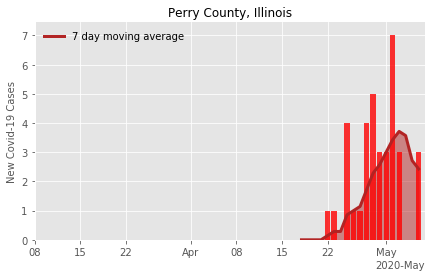 Perry County, Illinois
7 day moving average
New Covid-19 Cases
7
6
5
4
3
2
1
0
08
15
22
Apr
08
15
22
May
2020-May